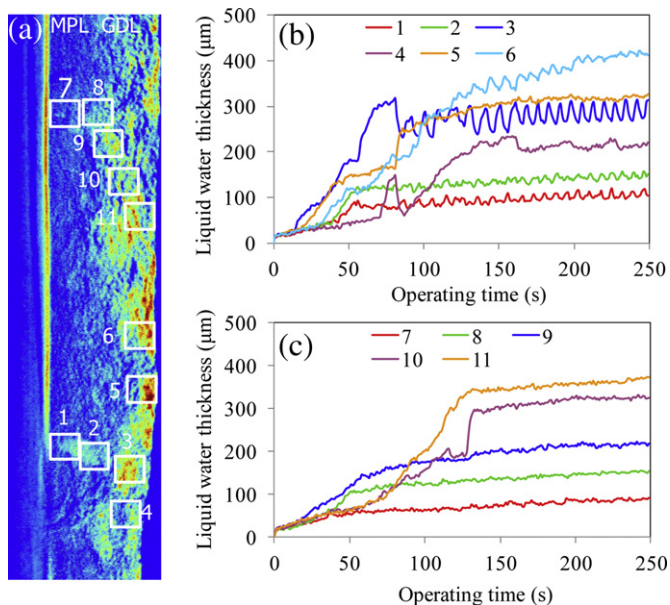 (a)
MPL GDL
7
8
9
10
11
6
5
1
2
3
4
(b)
1 2 3
4 5 6
Liquid water thickness (μm)
500
400
300
200
100
0
0 50 100 150 200 250
Operating time (s)
(c)
7 8 9
10 11
Liquid water thickness (μm)
500
400
300
200
100
0
0 50 100 150 200 250
Operating time (s)